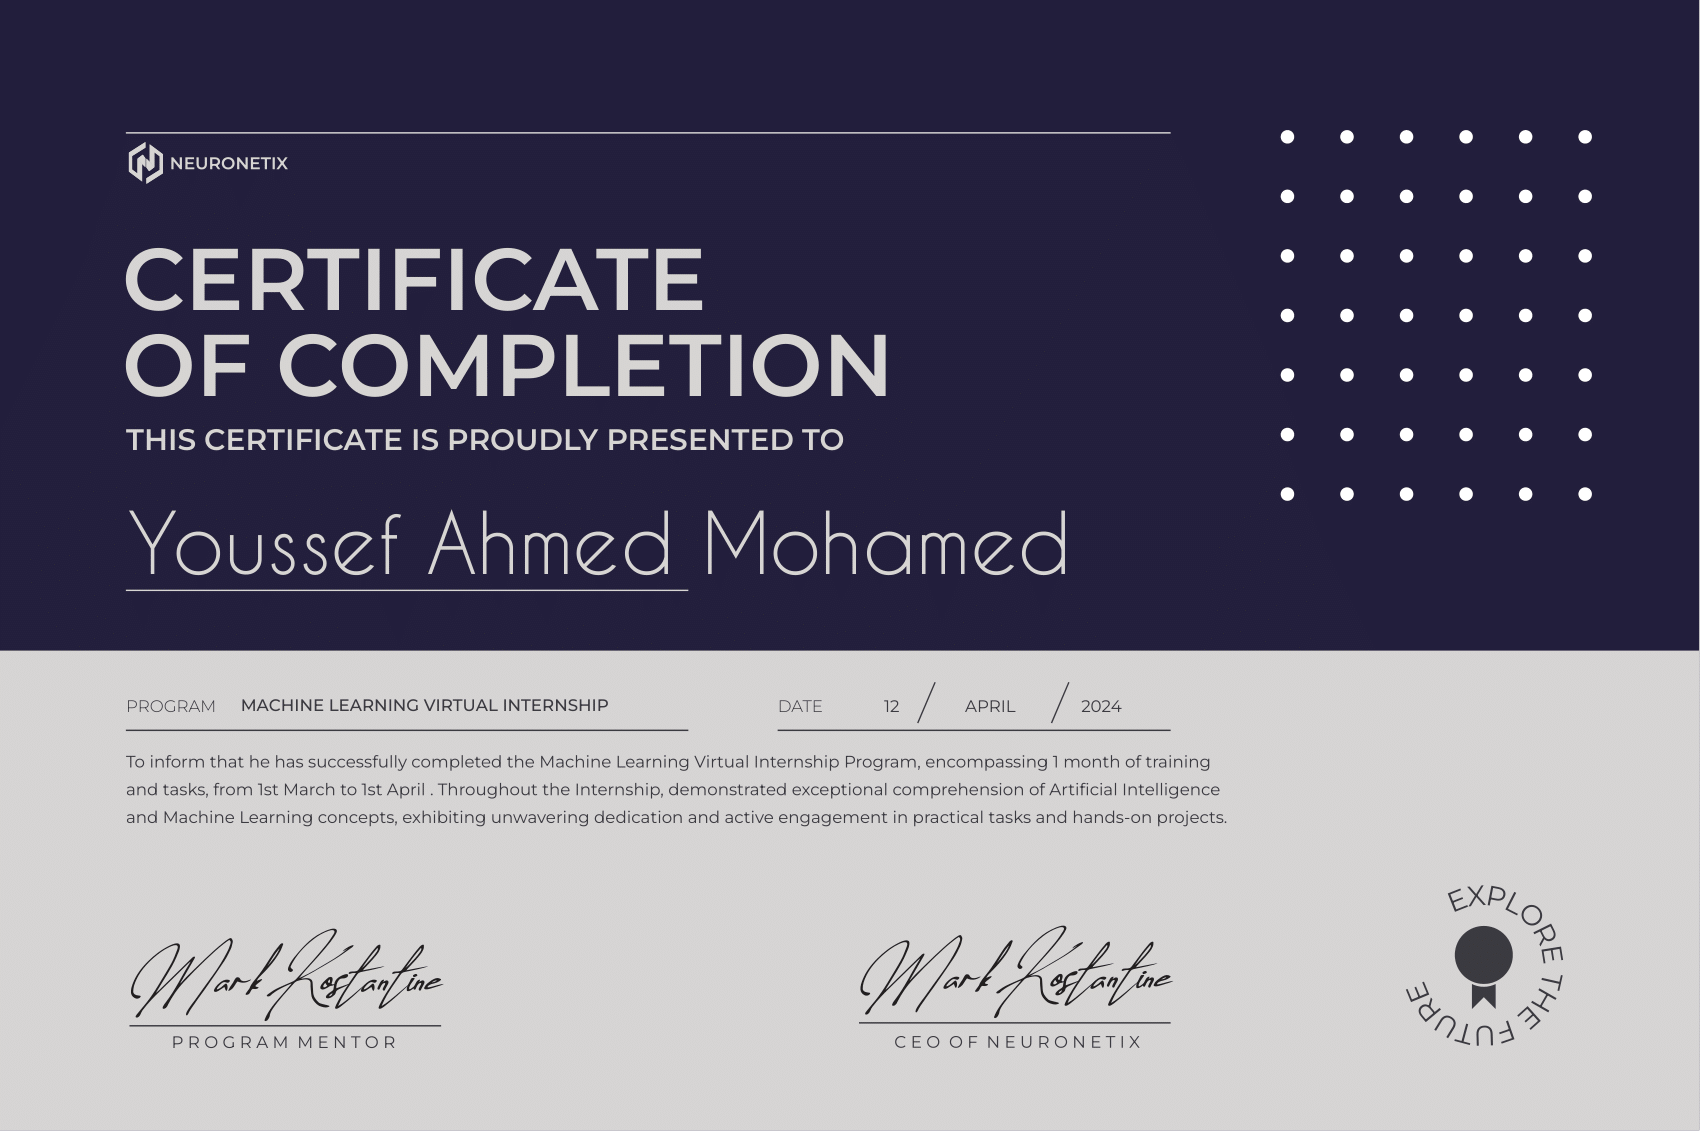 NEURONETIX
CERTIFICATE
OF COMPLETION
THIS CERTIFICATE IS PROUDLY PRESENTED TO
Youssef Ahmed Mohamed
PROGRAM MACHINE LEARNING VIRTUAL INTERNSHIP
DATE 12 / APRIL / 2024
To inform that he has successfully completed the Machine Learning Virtual Internship Program, encompassing 1 month of training
and tasks, from 1st March to 1st April . Throughout the Internship, demonstrated exceptional comprehension of Artificial Intelligence
and Machine Learning concepts, exhibiting unwavering dedication and active engagement in practical tasks and hands-on projects.
Mark Kostantine
PROGRAM MENTOR
Mark Kostantine
CEO OF NEURONETIX
EXPLORE THE FUTURE